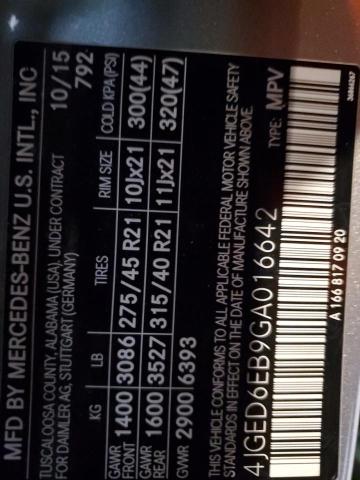 MFD BY MERCEDES-BENZ U.S. INTL., INC
TUSCALOOSA COUNTY, ALABAMA (USA), UNDER CONTRACT 10/15
FOR DAIMLER AG, STUTTGART (GERMANY) 792
KG LB TIRES RIM SIZE COLD KPA (PSI)
GAWR FRONT 1400 3086 275/45 R21 10Jx21 300(44)
GAWR REAR 1600 3527 315/40 R21 11Jx21 320(47)
GVWR 2900 6393
THIS VEHICLE CONFORMS TO ALL APPLICABLE FEDERAL MOTOR VEHICLE SAFETY
STANDARDS IN EFFECT ON THE DATE OF MANUFACTURE SHOWN ABOVE.
4JGED6EB9GA016642 TYPE: MPV
A 166 817 09 20